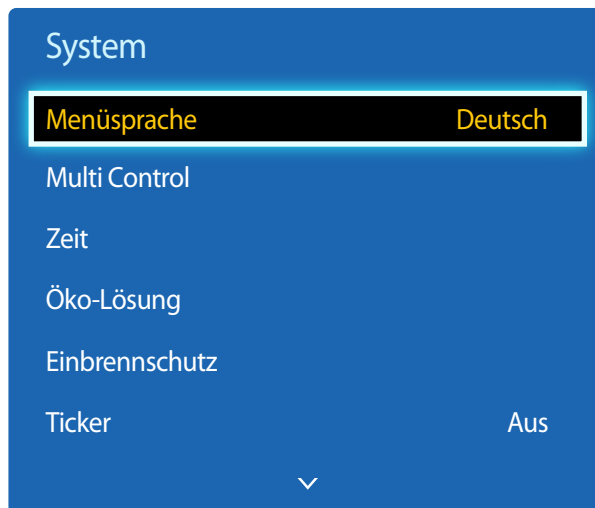 System
Menüsprache Deutsch
Multi Control
Zeit
Öko-Lösung
Einbrennschutz
Ticker Aus